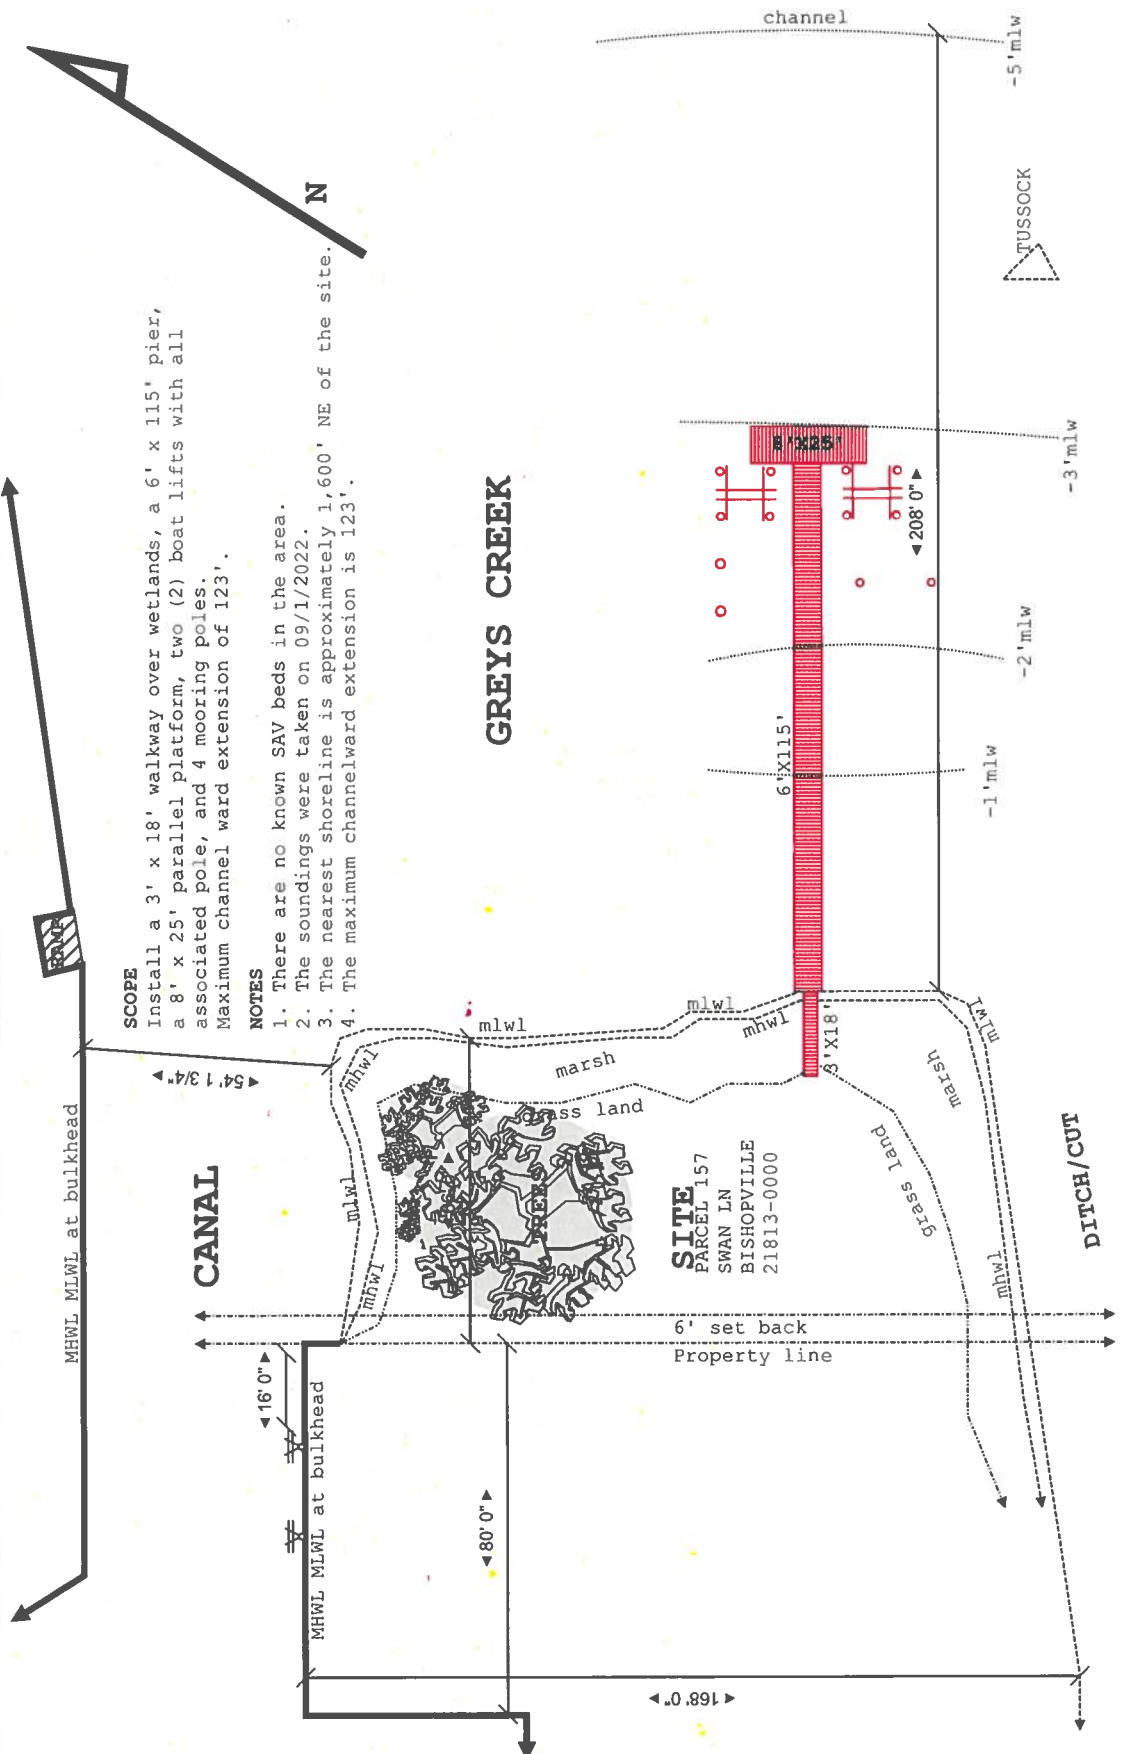 SCOPE
Install a 3' x 18' walkway over wetlands, a 6' x 115' pier,
a 8' x 25' parallel platform, two (2) boat lifts with all
associated pole, and 4 mooring poles.
Maximum channel ward extension of 123'.
NOTES
1. There are no known SAV beds in the area.
2. The soundings were taken on 09/1/2022.
3. The nearest shoreline is approximately 1,600' NE of the site.
4. The maximum channelward extension is 123'.
N
channel
-5'mlw
TUSSOCK
-3'mlw
-2'mlw
-1'mlw
GREYS CREEK
8'X25'
6'X115'
3'X18'
208' 0"
RAMP
MHWL MLWL at bulkhead
54' 1 3/4"
CANAL
mlwl
mhwl
mlwl
mhwl
mlwl
mlwl
mhwl
marsh
grass land
TREES
SITE
PARCEL 157
SWAN LN
BISHOPVILLE
21813-0000
marsh
mlwl
grass land
mhwl
DITCH/CUT
6' set back
Property line
16' 0"
MHWL MLWL at bulkhead
80' 0"
168' 0"